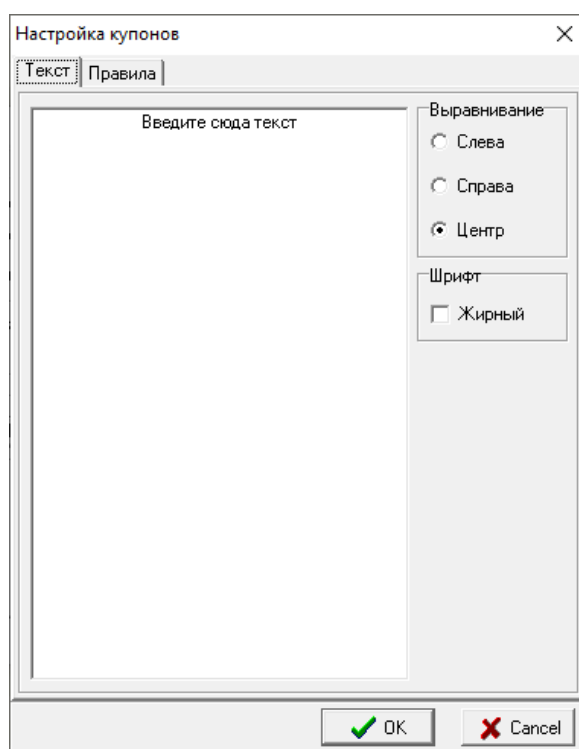 Настройка купонов
Текст Правила
Введите сюда текст
Выравнивание
Слева
Справа
Центр
Шрифт
Жирный
OK Cancel